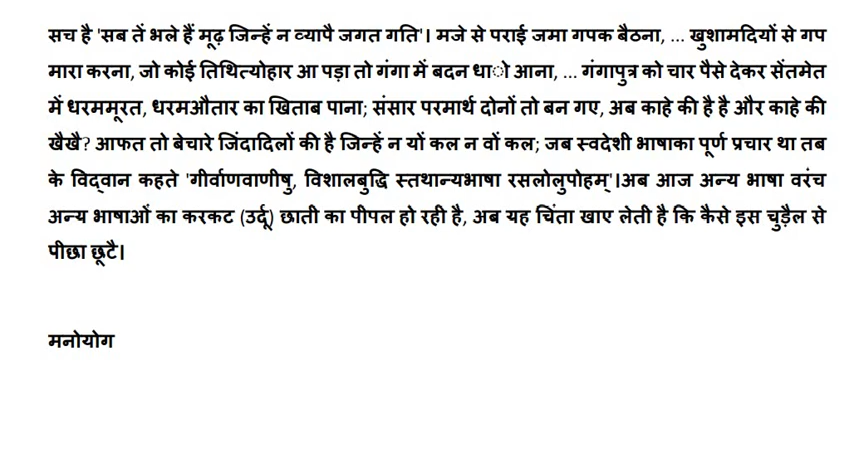 सच है 'सब तें भले हैं मूढ़ जिन्हें न व्यापै जगत गति'। मजे से पराई जमा गपक बैठना, ... खुशामदियों से गप
मारा करना, जो कोई तिथित्योहार आ पड़ा तो गंगा में बदन धाो आना, ... गंगापुत्र को चार पैसे देकर सेंतमेत
में धरममूरत, धरमऔतार का खिताब पाना; संसार परमार्थ दोनों तो बन गए, अब काहे की है है और काहे की
खैखै? आफत तो बेचारे जिंदादिलों की है जिन्हें न यों कल न वों कल; जब स्वदेशी भाषाका पूर्ण प्रचार था तब
के विद्वान कहते 'गीर्वाणवाणीषु, विशालबुद्धि स्तथान्यभाषा रसलोलुपोहम्'।अब आज अन्य भाषा वरंच
अन्य भाषाओं का करकट (उर्दू) छाती का पीपल हो रही है, अब यह चिंता खाए लेती है कि कैसे इस चुड़ैल से
पीछा छूटै।
मनोयोग